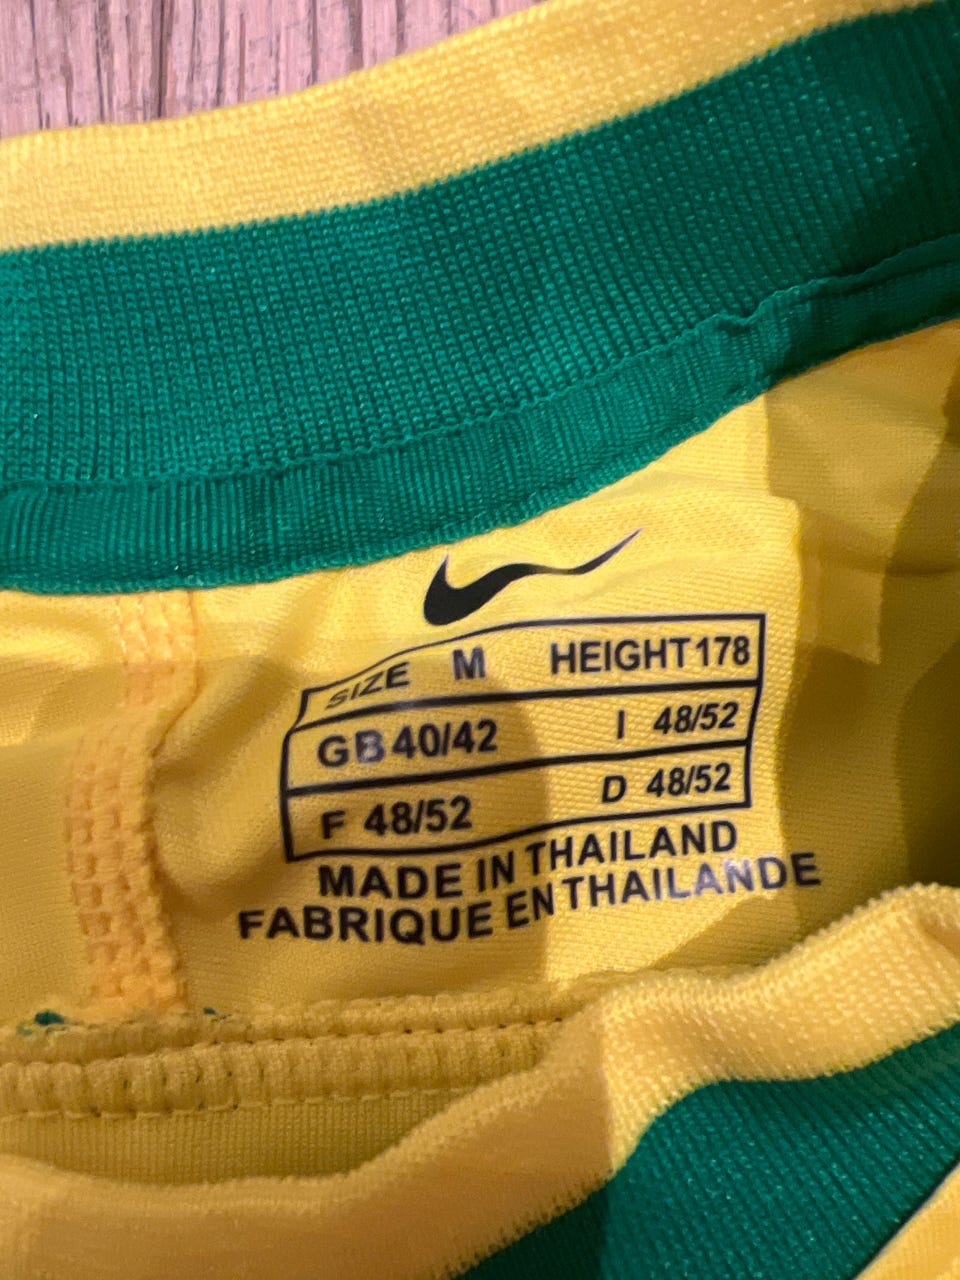 SIZE M HEIGHT 178
GB 40/42 I 48/52
F 48/52 D 48/52
MADE IN THAILAND
FABRIQUE EN THAILANDE